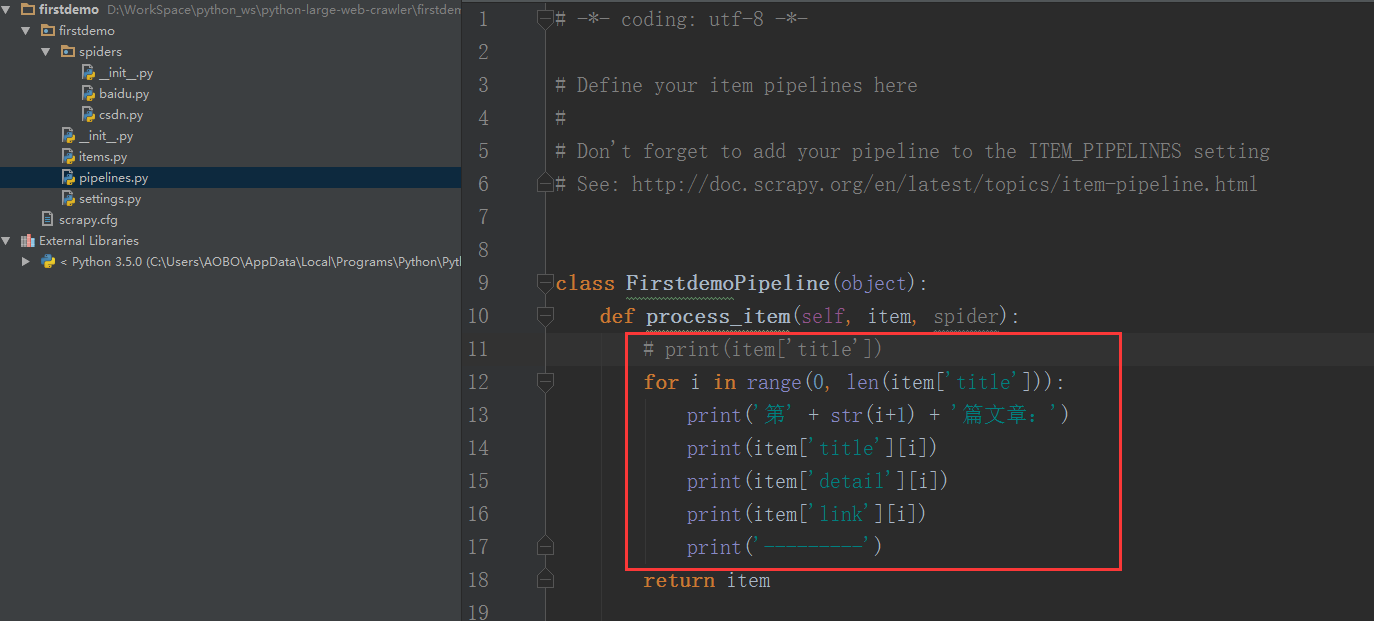 firstdemo D:\WorkSpace\python_ws\python-large-web-crawler\firstdem
firstdemo
spiders
__init__.py
baidu.py
csdn.py
__init__.py
items.py
pipelines.py
settings.py
scrapy.cfg
External Libraries
< Python 3.5.0 (C:\Users\AOBO\AppData\Local\Programs\Python\Pyt
1 # -*- coding: utf-8 -*-
2
3 # Define your item pipelines here
4 #
5 # Don't forget to add your pipeline to the ITEM_PIPELINES setting
6 # See: http://doc.scrapy.org/en/latest/topics/item-pipeline.html
7
8
9 class FirstdemoPipeline(object):
10 def process_item(self, item, spider):
11 # print(item['title'])
12 for i in range(0, len(item['title'])):
13 print('第' + str(i+1) + '篇文章：')
14 print(item['title'][i])
15 print(item['detail'][i])
16 print(item['link'][i])
17 print('---------')
18 return item
19